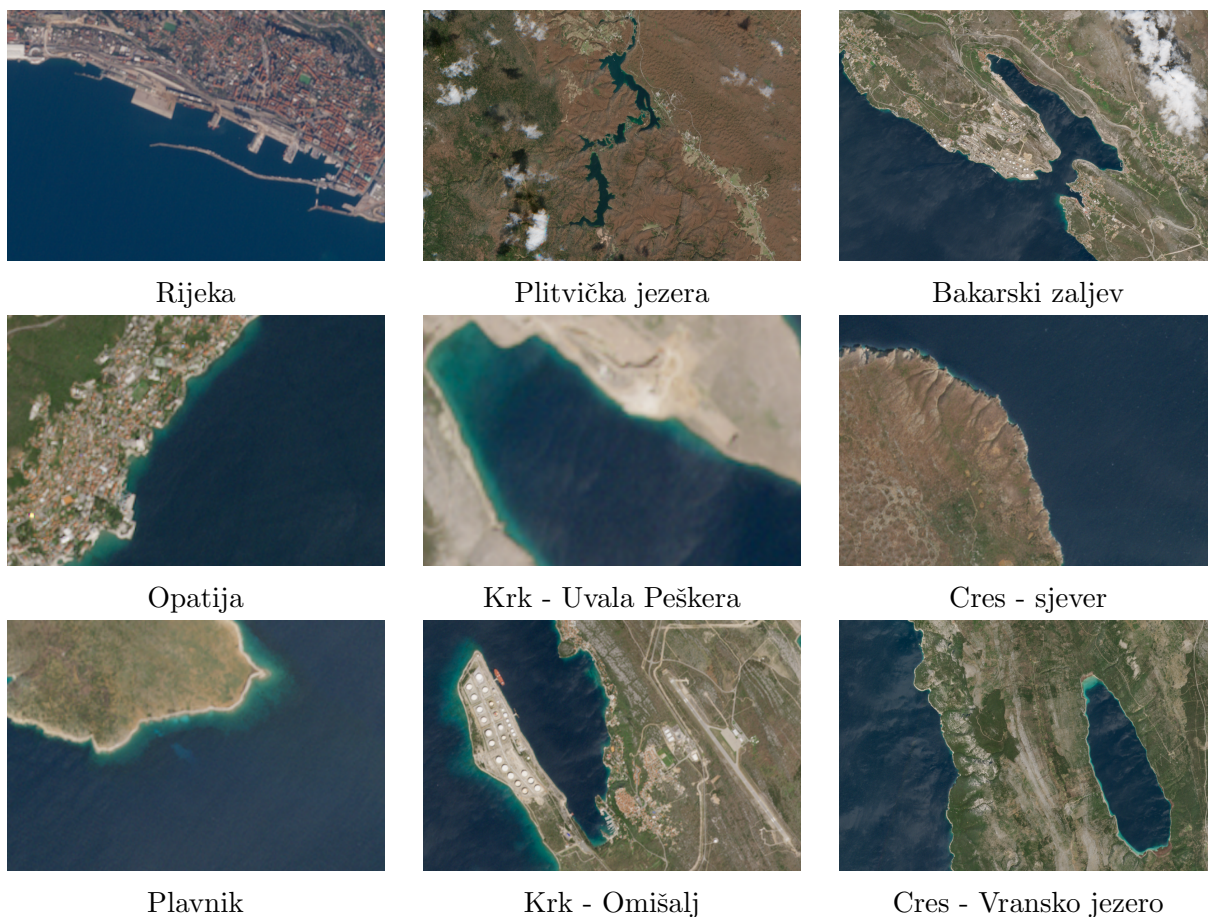 Rijeka
Plitvička jezera
Bakarski zaljev
Opatija
Krk - Uvala Peškera
Cres - sjever
Plavnik
Krk - Omišalj
Cres - Vransko jezero